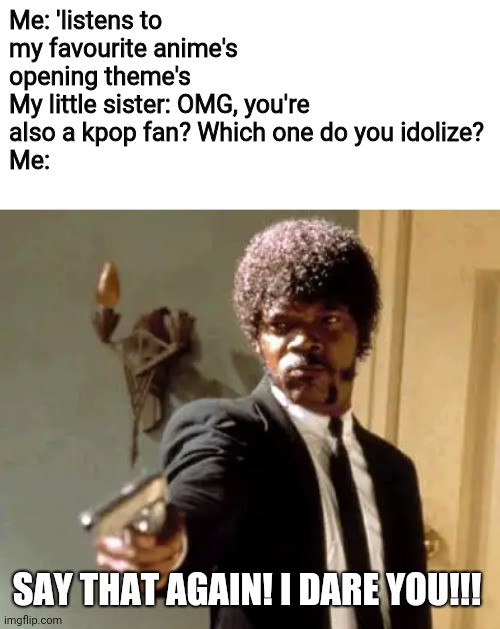 Me: 'listens to
my favourite anime's
opening theme's
My little sister: OMG, you're
also a kpop fan? Which one do you idolize?
Me:
SAY THAT AGAIN! I DARE YOU!!!
imgflip.com